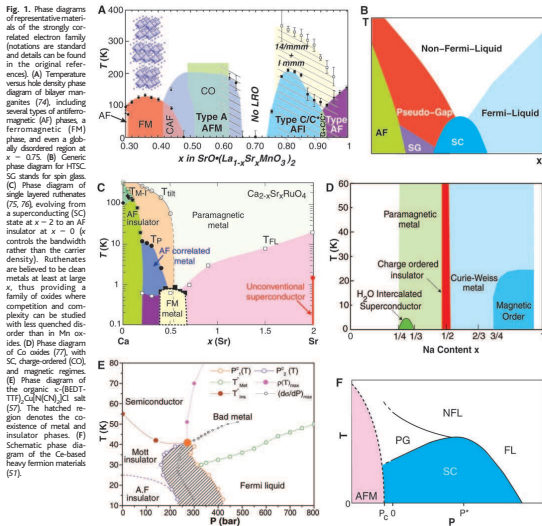 Fig. 1. Phase diagrams
of representative mater-
ials of the strongly cor-
related electron family
(notations are standard
and details can be found
in the original refer-
ences). (A) Temperature
versus hole density phase
diagram of bilayer man-
ganites (74), including
several types of antiferro-
magnetic (AF) phases, a
ferromagnetic (FM)
phase, and even a glob-
ally disordered region at
x = 0.75. (B) Generic
phase diagram for HTSC.
SG stands for spin glass.
(C) Phase diagram of
single layered ruthenates
(75, 76), evolving from
a superconducting (SC)
state at x = 2 to an AF
insulator at x = 0 (x
controls the bandwidth
rather than the carrier
density). Ruthenates
are believed to be clean
metals at least at large
x, thus providing a
family of oxides where
competition and com-
plexity can be studied
with less quenched dis-
order than in Mn ox-
ides. (D) Phase diagram
of Co oxides (77), with
SC, charge-ordered (CO),
and magnetic regimes.
(E) Phase diagram of
the organic κ-(BEDT-
TTF)2Cu[N(CN)2]Cl salt
(57). The hatched re-
gion denotes the co-
existence of metal and
insulator phases. (F)
Schematic phase dia-
gram of the Ce-based
heavy fermion materials
(51).
A
T (K)
400
300
200
100
0
AF
FM
CAF
CO
Type A
AFM
No LRO
I4/mmm
+
Immm
Type C/C*
AFI
C+C/C*
Type
AF
0.30 0.40 0.50 0.60 0.70 0.80 0.90 1
x in SrO•(La1-xSrxMnO3)2
B
T
Non-Fermi-Liquid
Pseudo-Gap
Fermi-Liquid
AF
SG
SC
x
C
T (K)
100
10
1
0.1
TM-I
Ttilt
AF
insulator
TP
AF correlated
metal
Ca2-xSrxRuO4
Paramagnetic
metal
TFL
FM
metal
Unconventional
superconductor
0 0.5 1 1.5 2
Ca x (Sr) Sr
D
T (K)
60
50
40
30
20
10
0
Paramagnetic
metal
Charge ordered
insulator
H2O Intercalated
Superconductor
Curie-Weiss
metal
Magnetic
Order
1/4 1/3 1/2 2/3 3/4 1
Na Content x
E
T (K)
80
70
60
50
40
30
20
10
Semiconductor
Bad metal
Mott
insulator
A.F
insulator
Fermi liquid
0 200 400 600 800
P (bar)
F
T
NFL
PG
FL
SC
AFM
Pc 0 P*
P